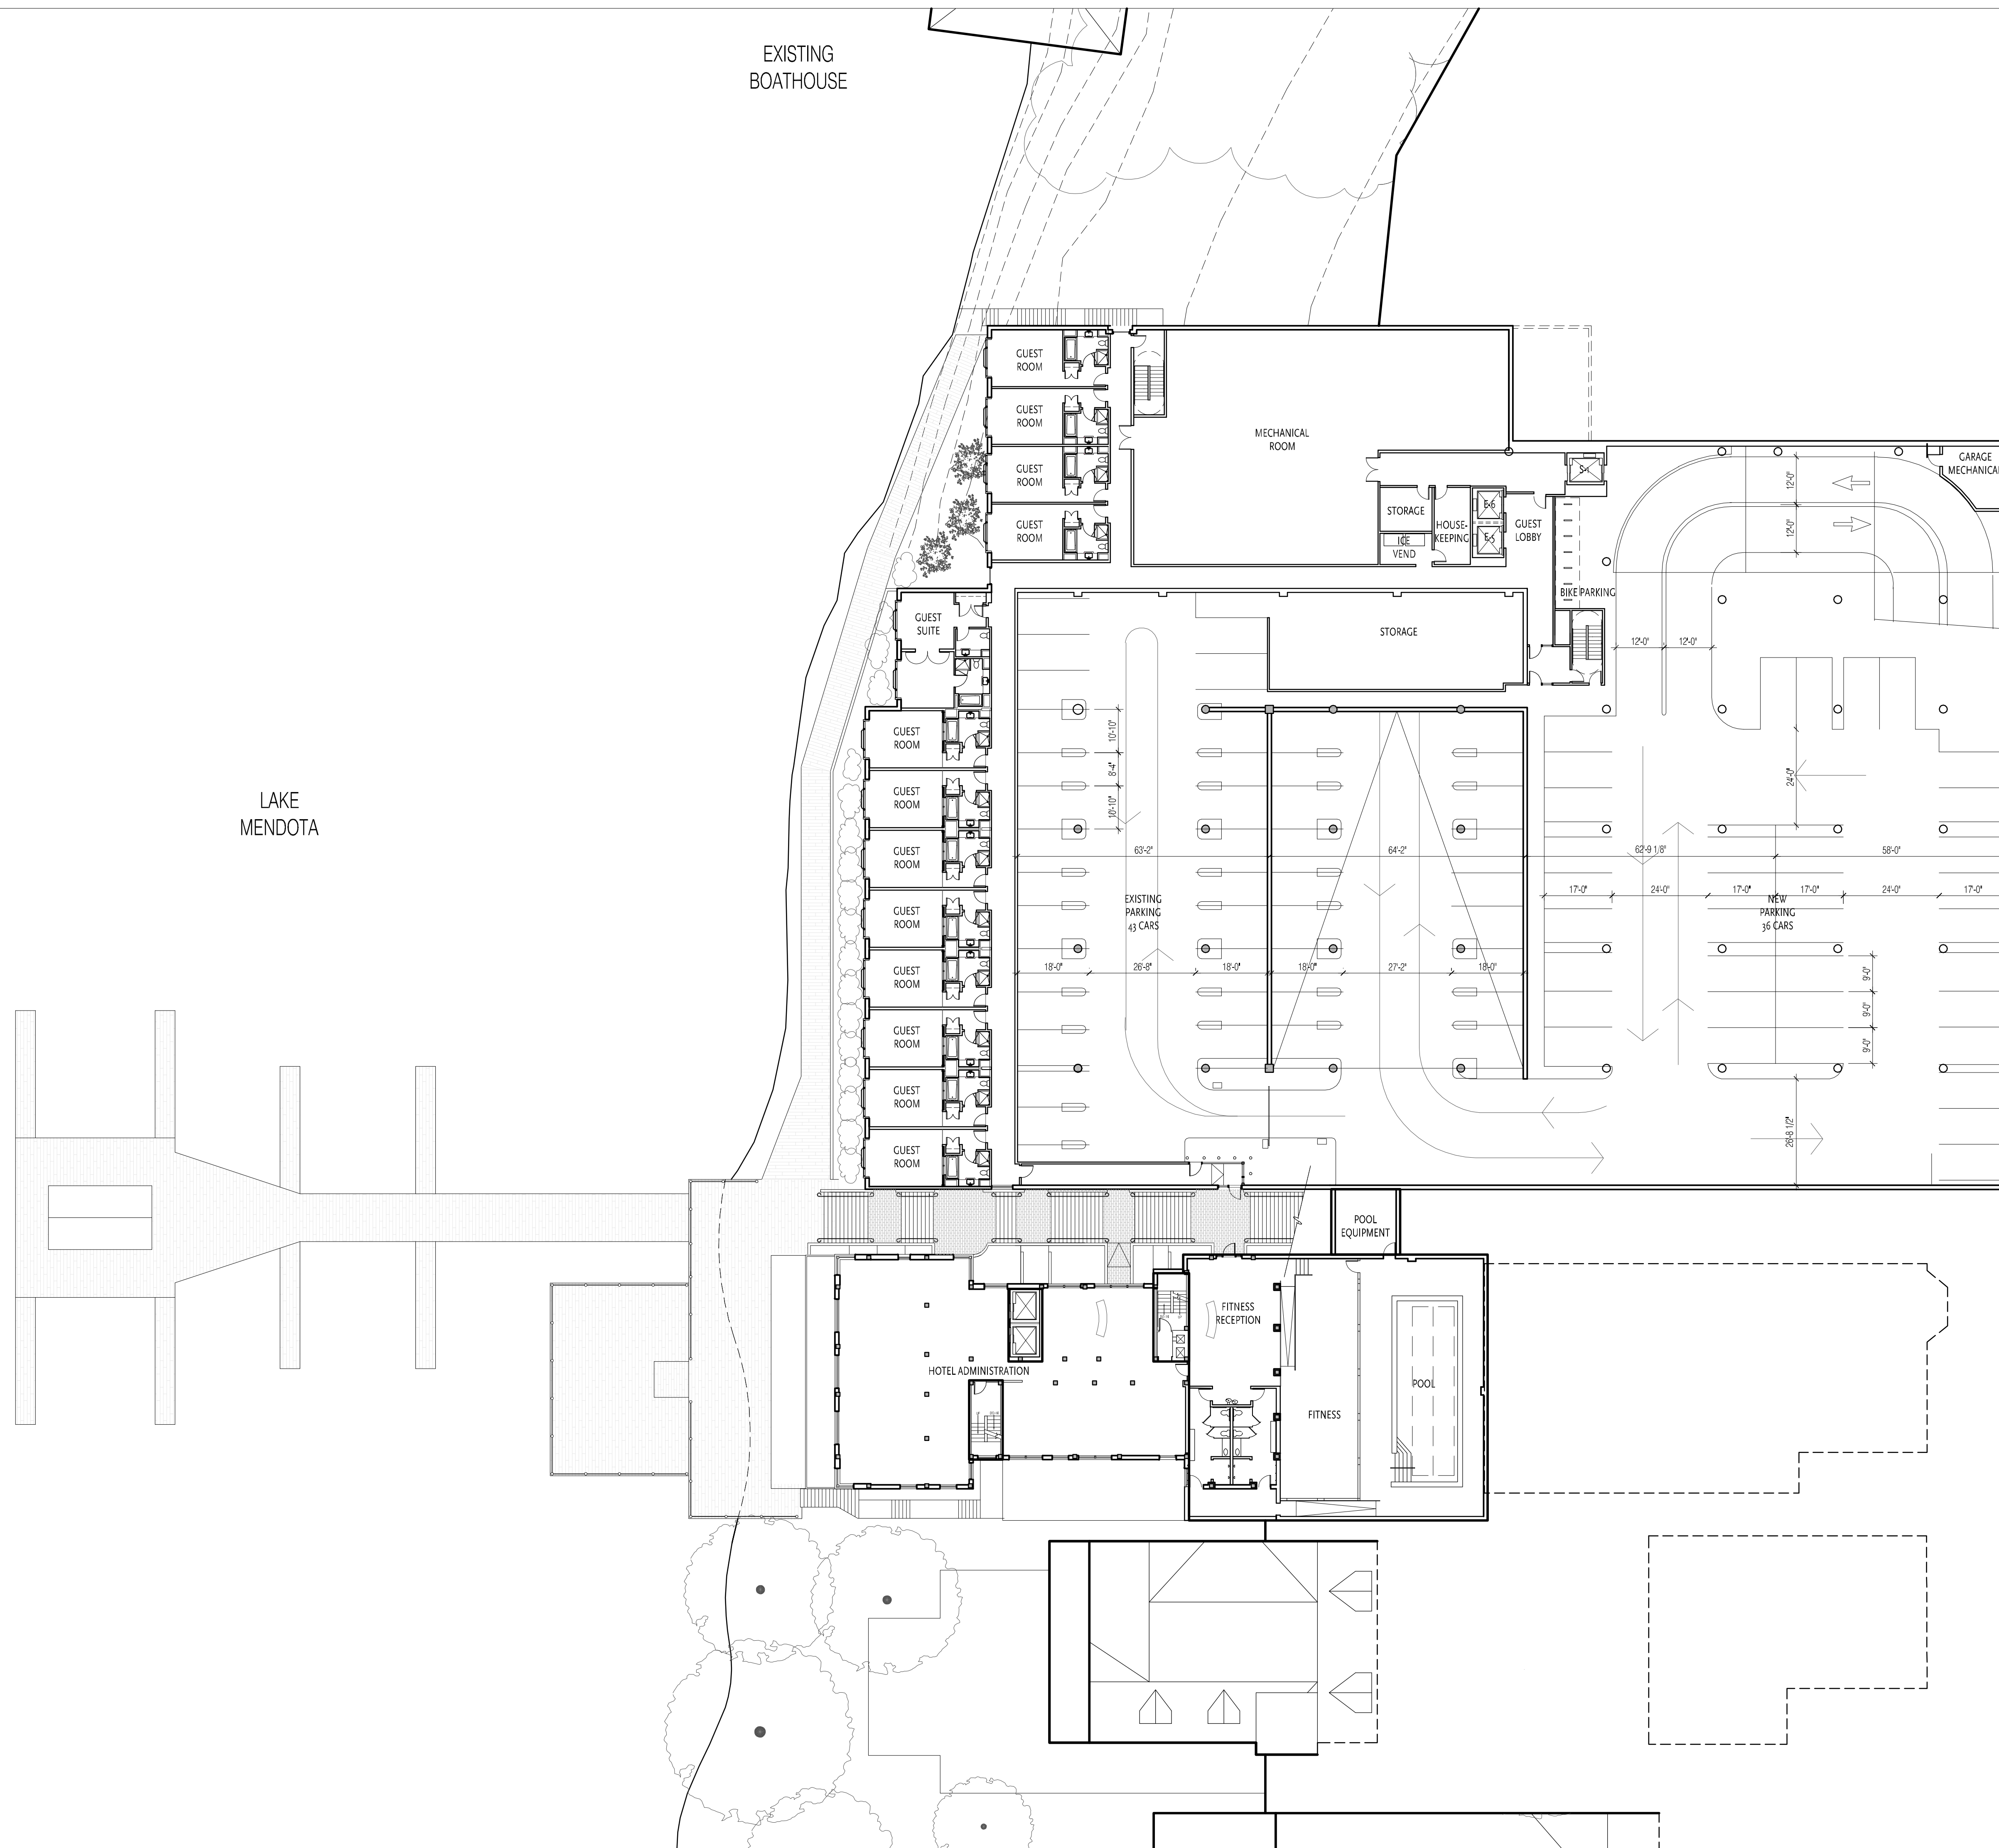 EXISTING
BOATHOUSE
LAKE
MENDOTA
GUEST
ROOM
GUEST
ROOM
GUEST
ROOM
GUEST
ROOM
GUEST
SUITE
GUEST
ROOM
GUEST
ROOM
GUEST
ROOM
GUEST
ROOM
GUEST
ROOM
GUEST
ROOM
GUEST
ROOM
GUEST
ROOM
MECHANICAL
ROOM
STORAGE
HOUSE-
KEEPING
ICE
VEND
E-6
E-5
GUEST
LOBBY
S-1
BIKE PARKING
GARAGE
MECHANICAL
12'-0"
12'-0"
12'-0"
12'-0"
STORAGE
10'-10"
8'-4"
10'-10"
24'-0"
63'-2"
64'-2"
62'-9 1/8"
58'-0"
17'-0"
24'-0"
17'-0"
17'-0"
24'-0"
17'-0"
EXISTING
PARKING
43 CARS
NEW
PARKING
36 CARS
18'-0"
26'-8"
18'-0"
18'-0"
27'-2"
18'-0"
9'-0"
9'-0"
9'-0"
26'-8 1/2"
POOL
EQUIPMENT
FITNESS
RECEPTION
HOTEL ADMINISTRATION
POOL
FITNESS